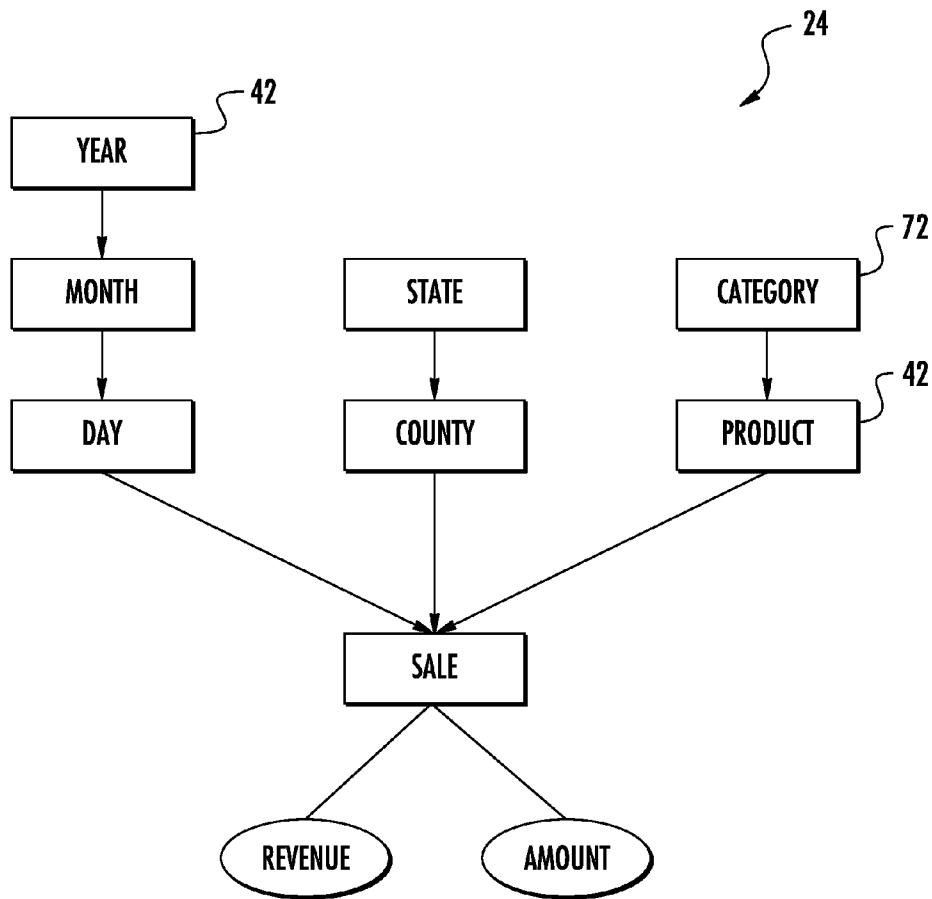 24
42
YEAR
72
MONTH
STATE
CATEGORY
42
DAY
COUNTY
PRODUCT
SALE
REVENUE
AMOUNT